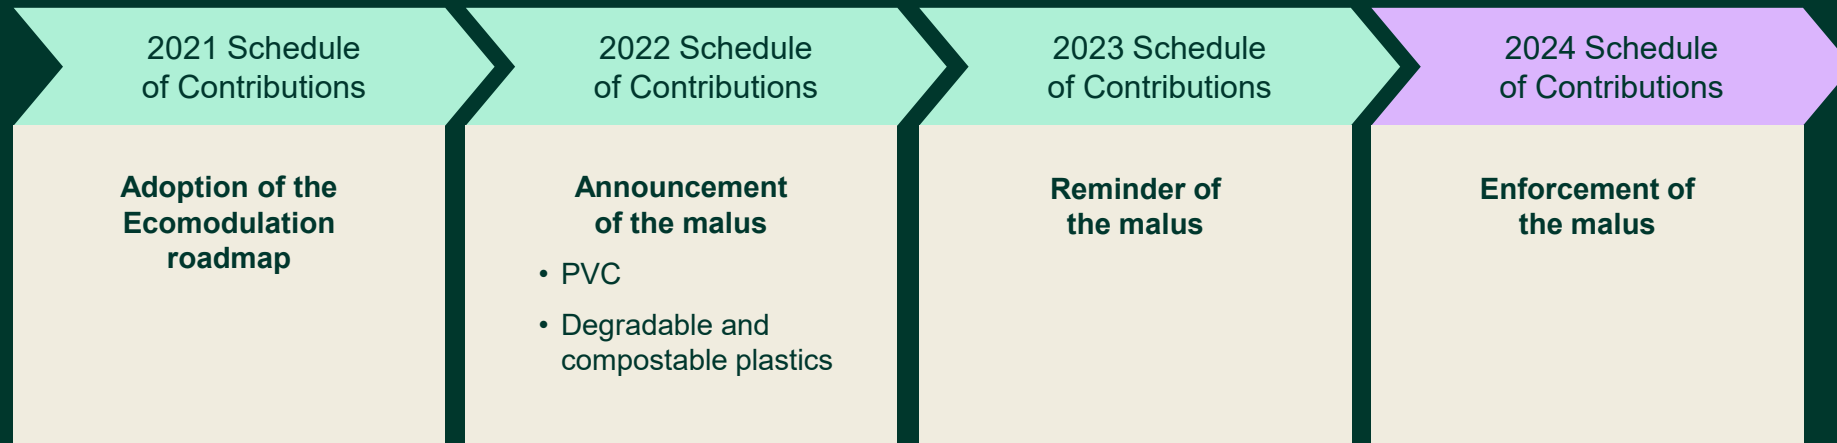 2021 Schedule
of Contributions
Adoption of the
Ecomodulation
roadmap
2022 Schedule
of Contributions
Announcement
of the malus
• PVC
• Degradable and
compostable plastics
2023 Schedule
of Contributions
Reminder of
the malus
2024 Schedule
of Contributions
Enforcement of
the malus